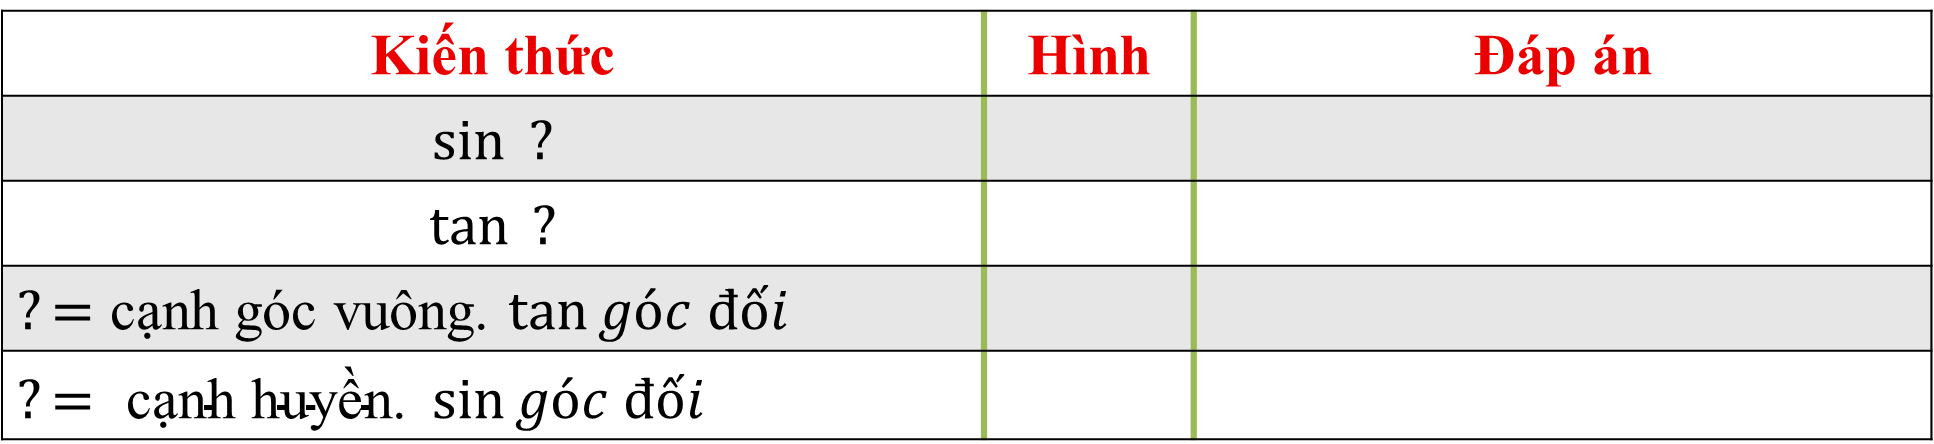 Kiến thức Hình Đáp án
sin ?
tan ?
? = cạnh góc vuông. tan góc đối
? = cạnh huyền. sin góc đối